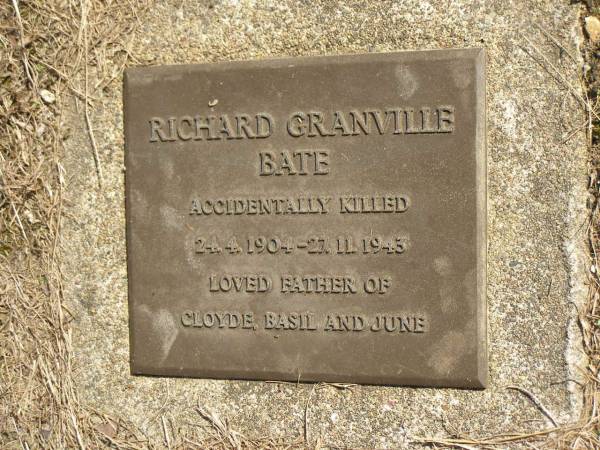 RICHARD GRANVILLE
BATE
ACCIDENTALLY KILLED
24.4.1904-27.11.1943
LOVED FATHER OF
CLOYDE, BASIL AND JUNE